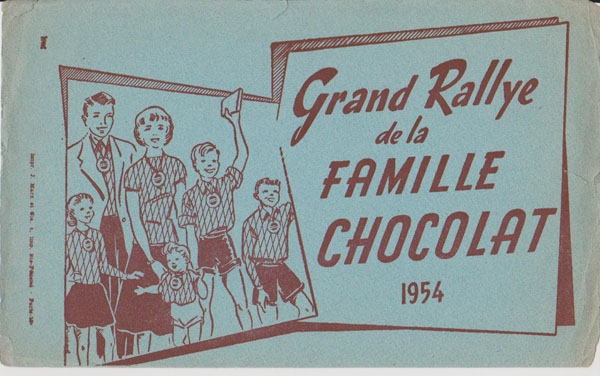 Grand Rallye
de la
FAMILLE
CHOCOLAT
1954